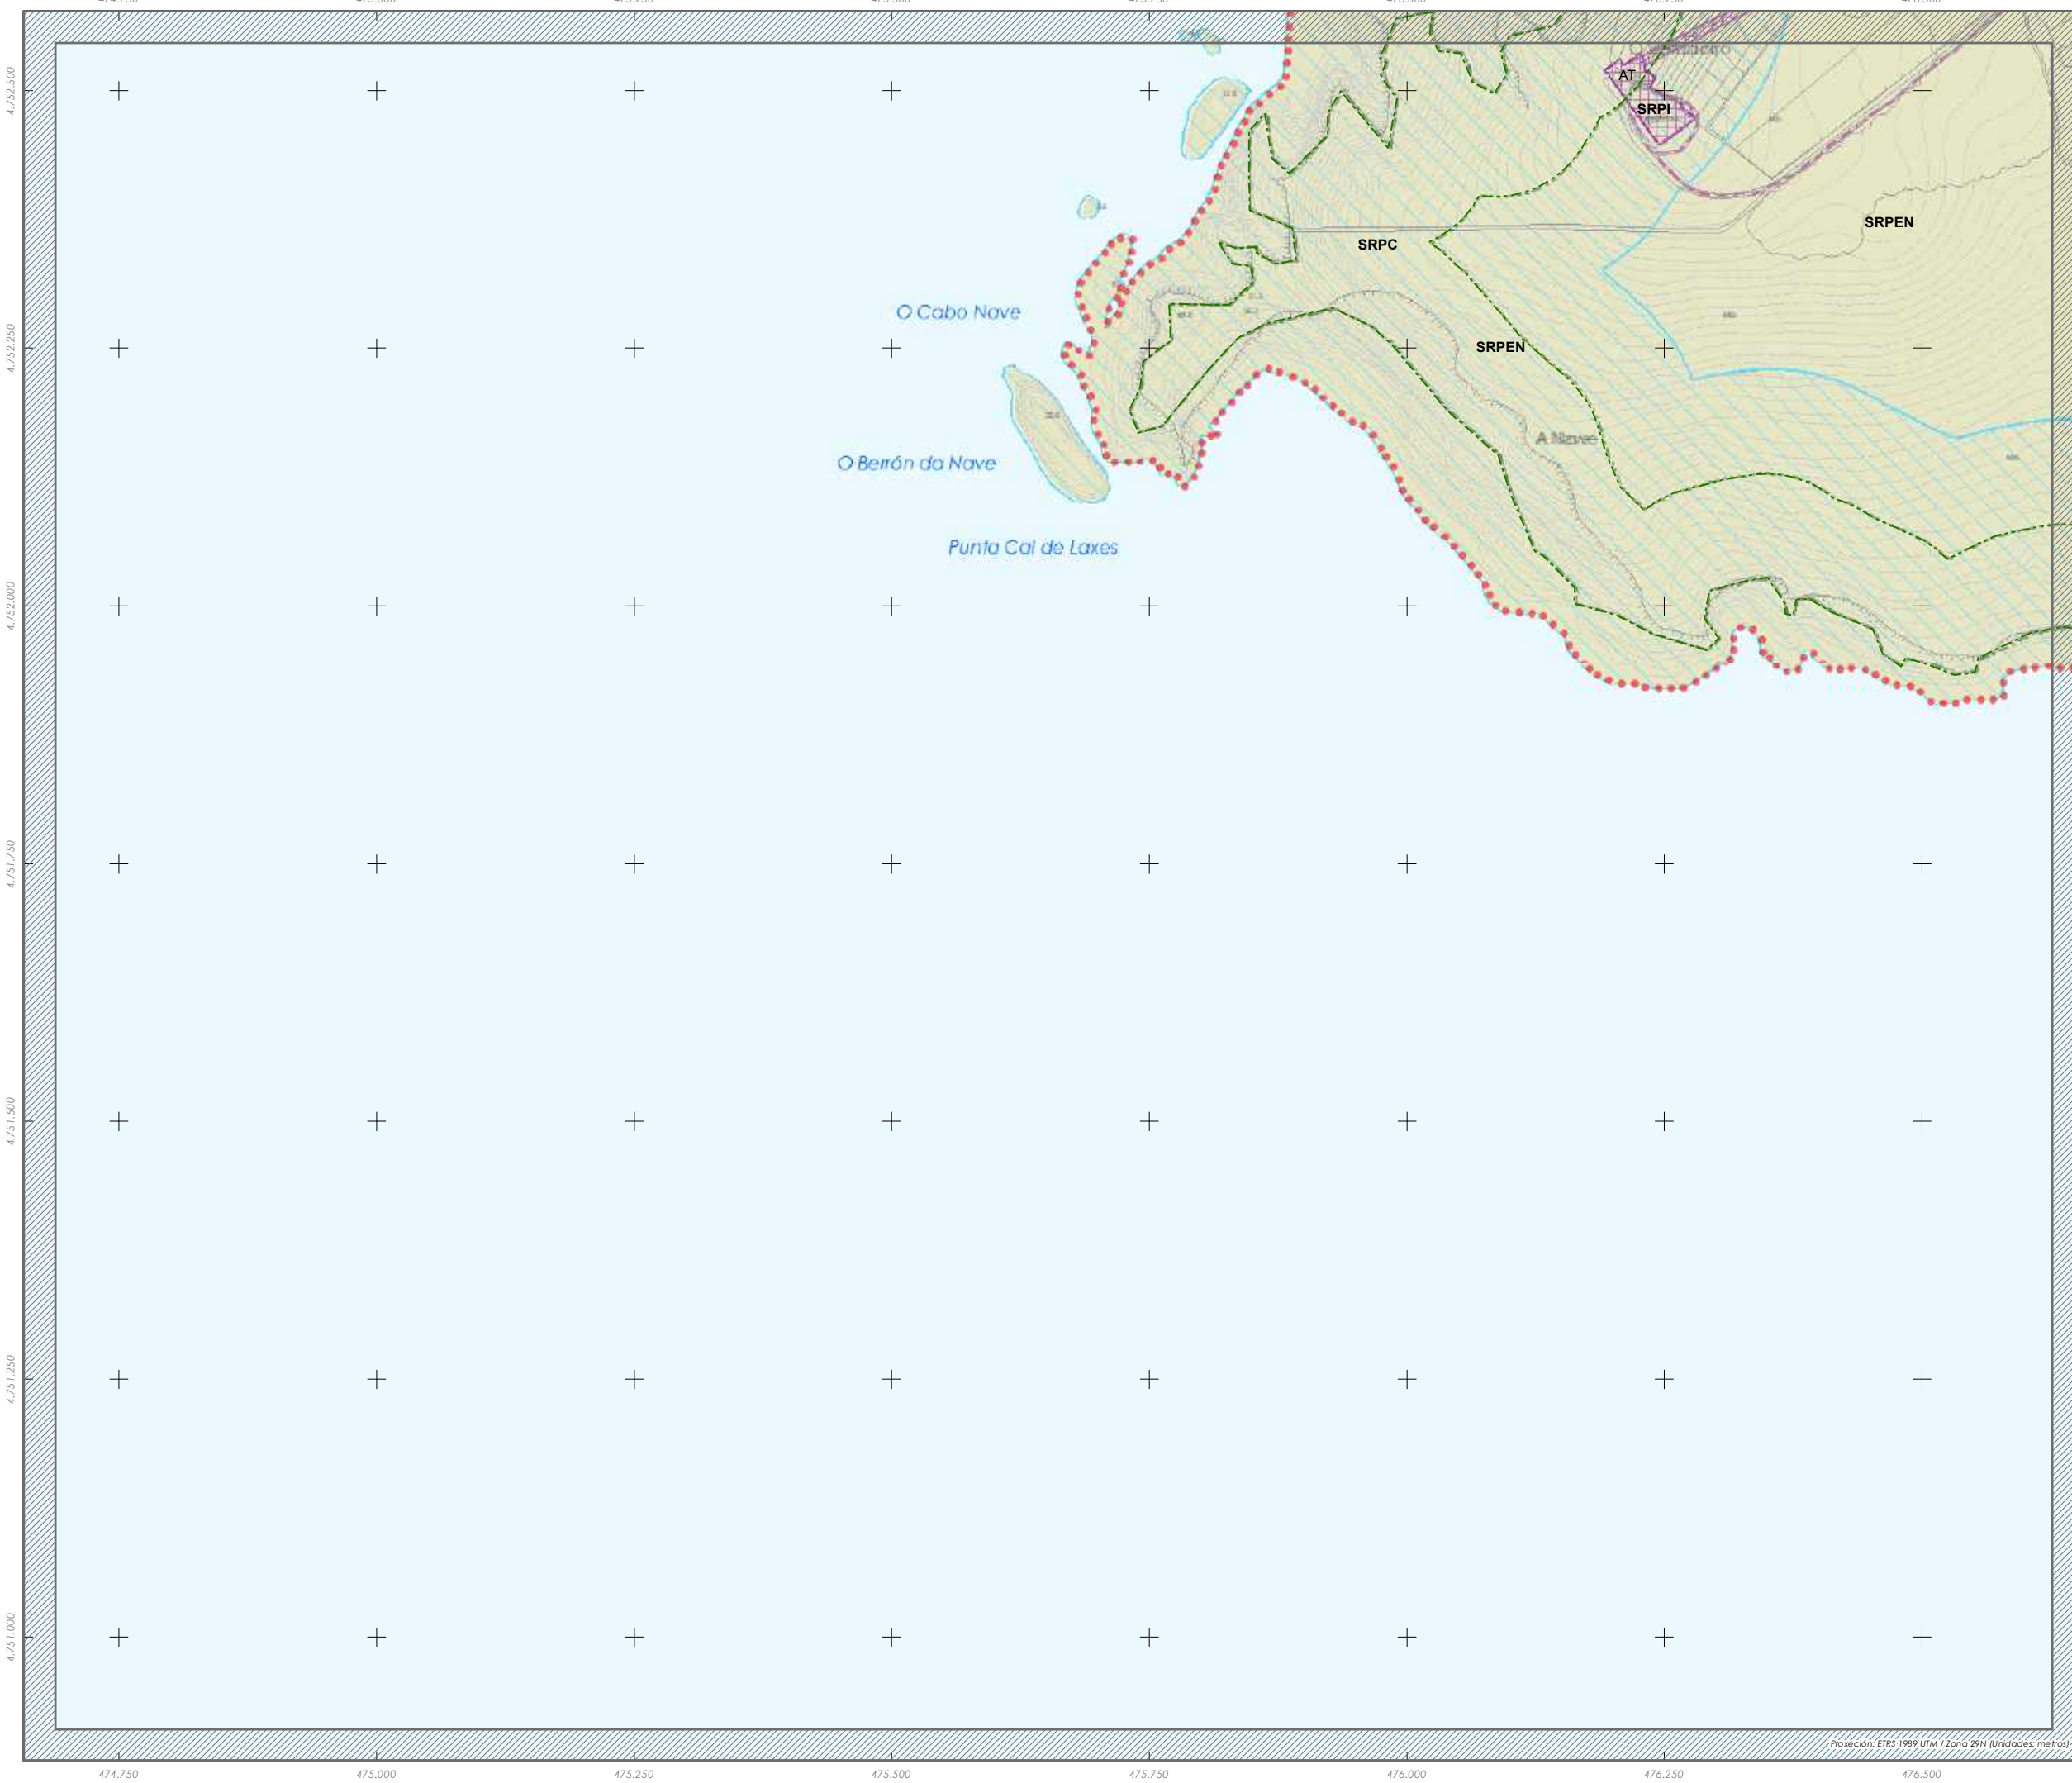 4.752.500
4.752.250
4.752.000
4.751.750
4.751.500
4.751.250
4.751.000
AT
SRPI
SRPEN
SRPC
O Cabo Nave
SRPEN
A Nave
O Berrón da Nave
Punta Cal de Laxes
Proxección: ETRS 1989 UTM / Zona 29N (Unidades: metros)
474.750
475.000
475.250
475.500
475.750
476.000
476.250
476.500